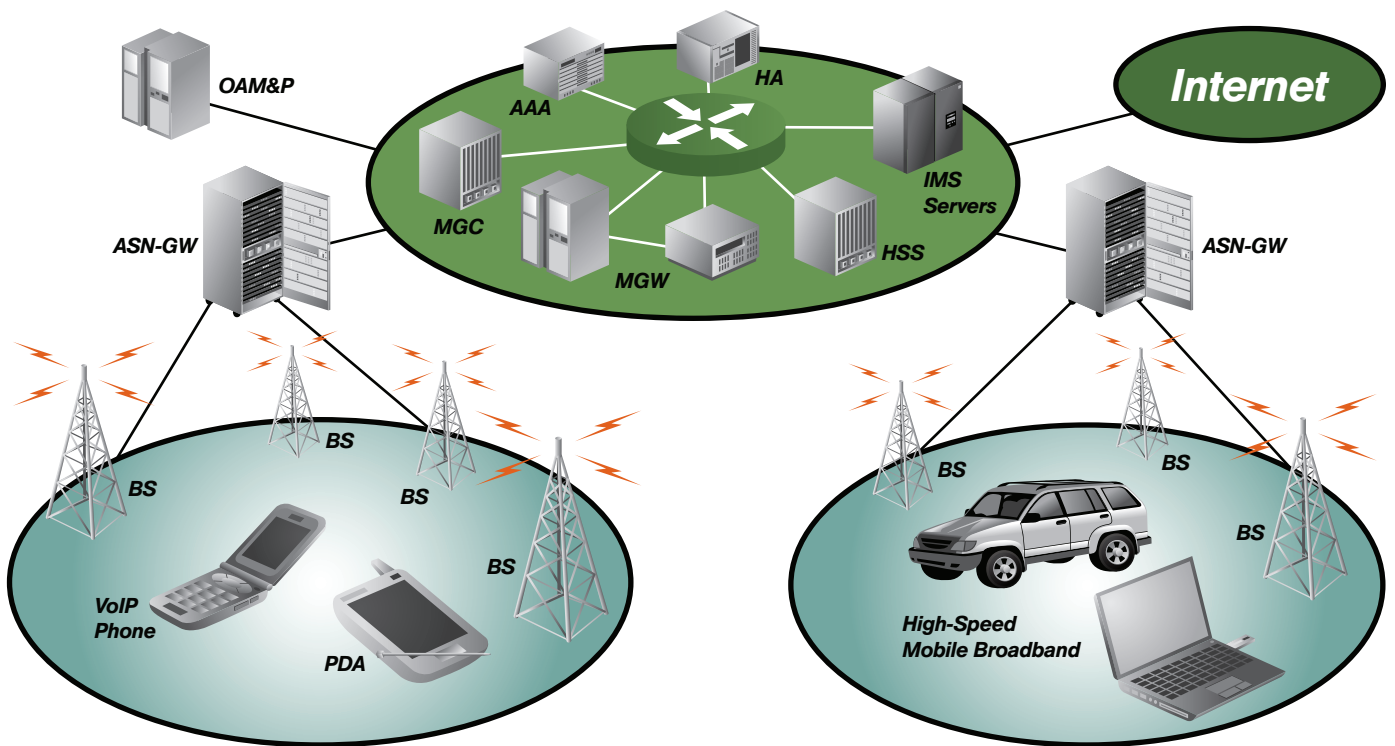 OAM&P
AAA
HA
Internet
MGC
IMS
Servers
ASN-GW
MGW
HSS
ASN-GW
BS
BS
BS
BS
VoIP
Phone
PDA
BS
BS
BS
High-Speed
Mobile Broadband